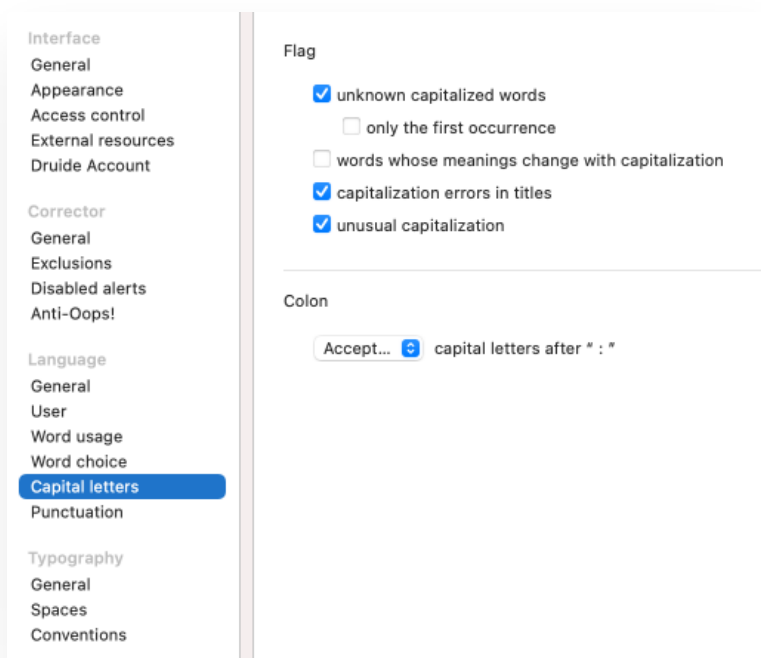 Interface
General
Appearance
Access control
External resources
Druide Account
Corrector
General
Exclusions
Disabled alerts
Anti-Oops!
Language
General
User
Word usage
Word choice
Capital letters
Punctuation
Typography
General
Spaces
Conventions
Flag
unknown capitalized words
only the first occurrence
words whose meanings change with capitalization
capitalization errors in titles
unusual capitalization
Colon
Accept... capital letters after “ : ”